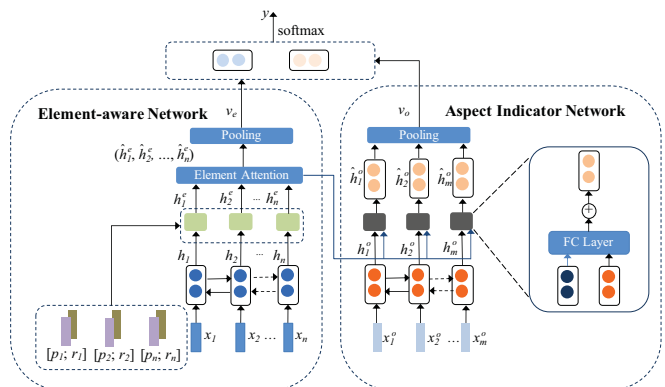 y
softmax
Element-aware Network
v_e
v_o
Aspect Indicator Network
Pooling
Pooling
(ĥ_1^e, ĥ_2^e, ..., ĥ_n^e)
Element Attention
ĥ_1^o ĥ_2^o ĥ_m^o
h_1^e h_2^e ... h_n^e
FC Layer
h_1 h_2 ... h_n
h_1^o h_2^o h_m^o
x_1 x_2 ... x_n
x_1^o x_2^o ... x_m^o
[p_1; r_1] [p_2; r_2] [p_n; r_n]